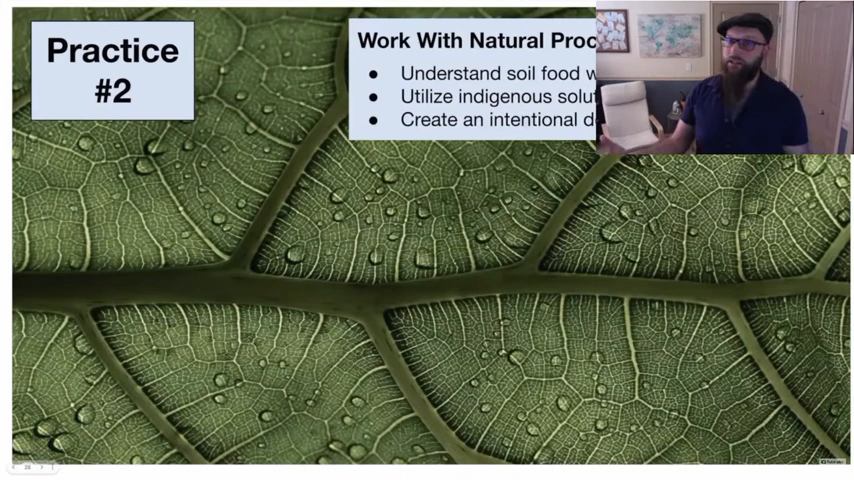 Practice
#2
Work With Natural Proc
Understand soil food w
Utilize indigenous solut
Create an intentional d